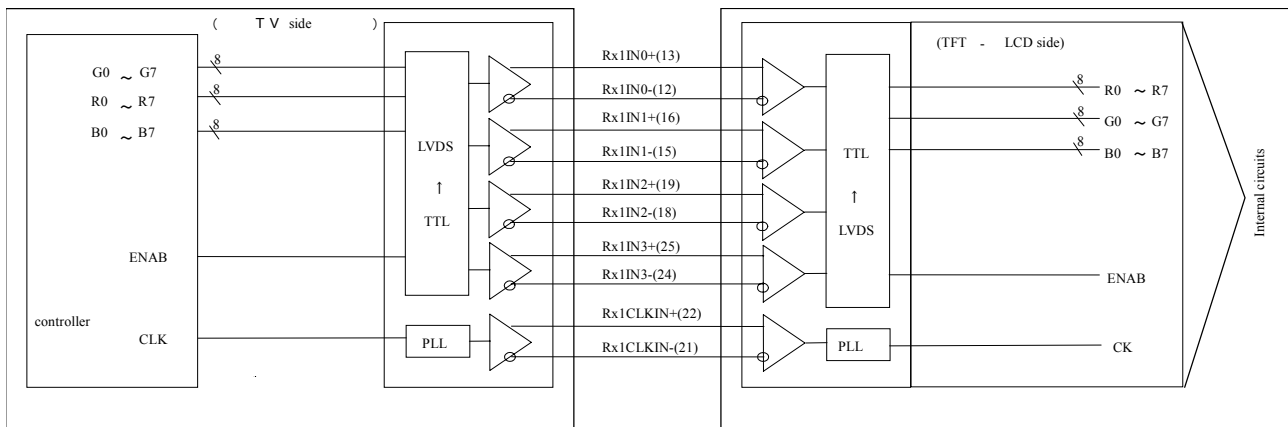 ( ＴＶ side )
controller
G0 ～ G7
8
R0 ～ R7
8
B0 ～ B7
8
ENAB
CLK
LVDS
↑
TTL
PLL
Rx1IN0+(13)
Rx1IN0-(12)
Rx1IN1+(16)
Rx1IN1-(15)
Rx1IN2+(19)
Rx1IN2-(18)
Rx1IN3+(25)
Rx1IN3-(24)
Rx1CLKIN+(22)
Rx1CLKIN-(21)
TTL
↑
LVDS
PLL
(TFT - LCD side)
8
R0 ～ R7
8
G0 ～ G7
8
B0 ～ B7
ENAB
CK
Internal circuits